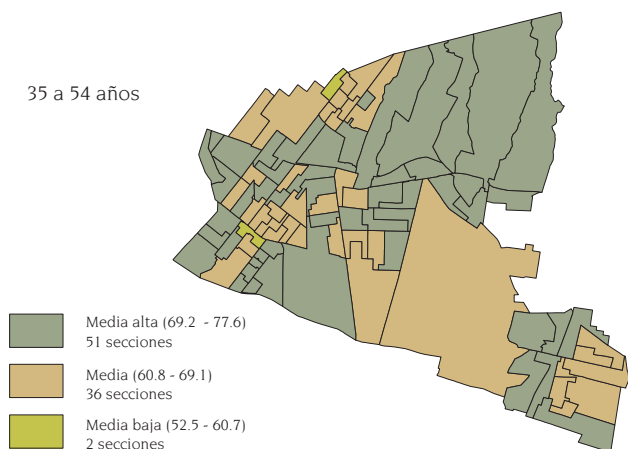 35 a 54 años
Media alta (69.2 - 77.6)
51 secciones
Media (60.8 - 69.1)
36 secciones
Media baja (52.5 - 60.7)
2 secciones